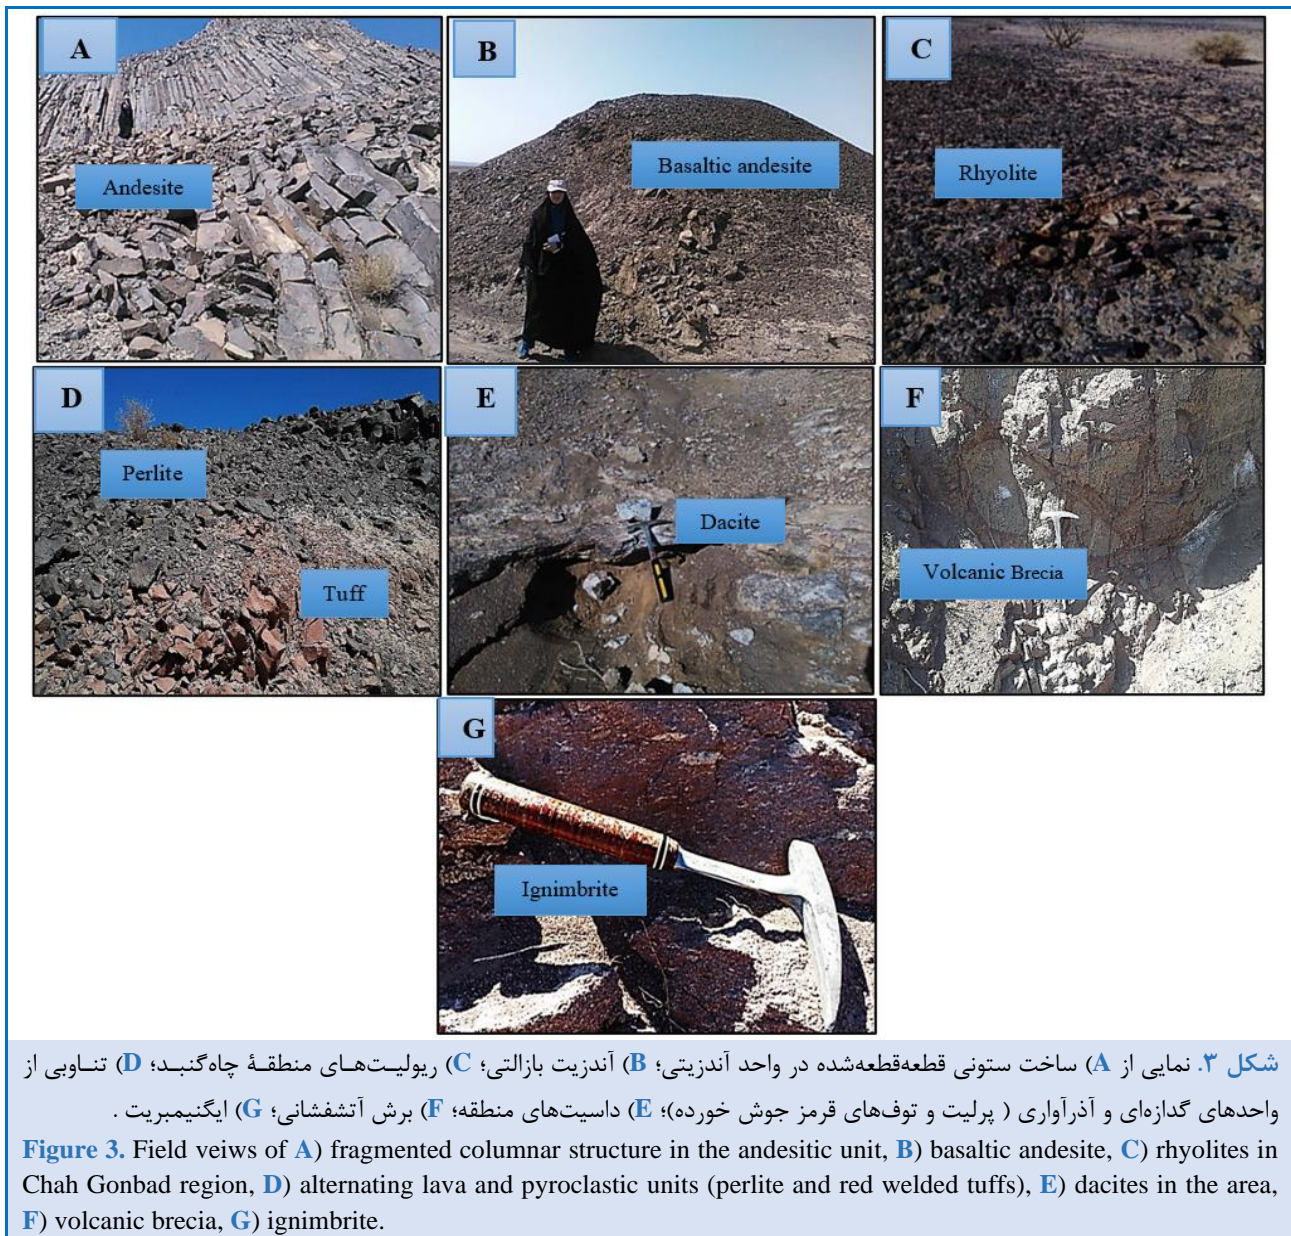 A
B
C
Andesite
Basaltic andesite
Rhyolite
D
E
F
Perlite
Tuff
Dacite
Volcanic Brecia
G
Ignimbrite
شکل ۳. نمایی از A) ساخت ستونی قطعه‌قطعه‌شده در واحد آندزیتی؛ B) آندزیت بازالتی؛ C) ریولیت‌های منطقۀ چاه‌گنبد؛ D) تناوبی از
واحدهای گدازه‌ای و آذرآواری ( پرلیت و توف‌های قرمز جوش خورده)؛ E) داسیت‌های منطقه؛ F) برش آتشفشانی؛ G) ایگنیمبریت .
Figure 3. Field veiws of A) fragmented columnar structure in the andesitic unit, B) basaltic andesite, C) rhyolites in
Chah Gonbad region, D) alternating lava and pyroclastic units (perlite and red welded tuffs), E) dacites in the area,
F) volcanic brecia, G) ignimbrite.